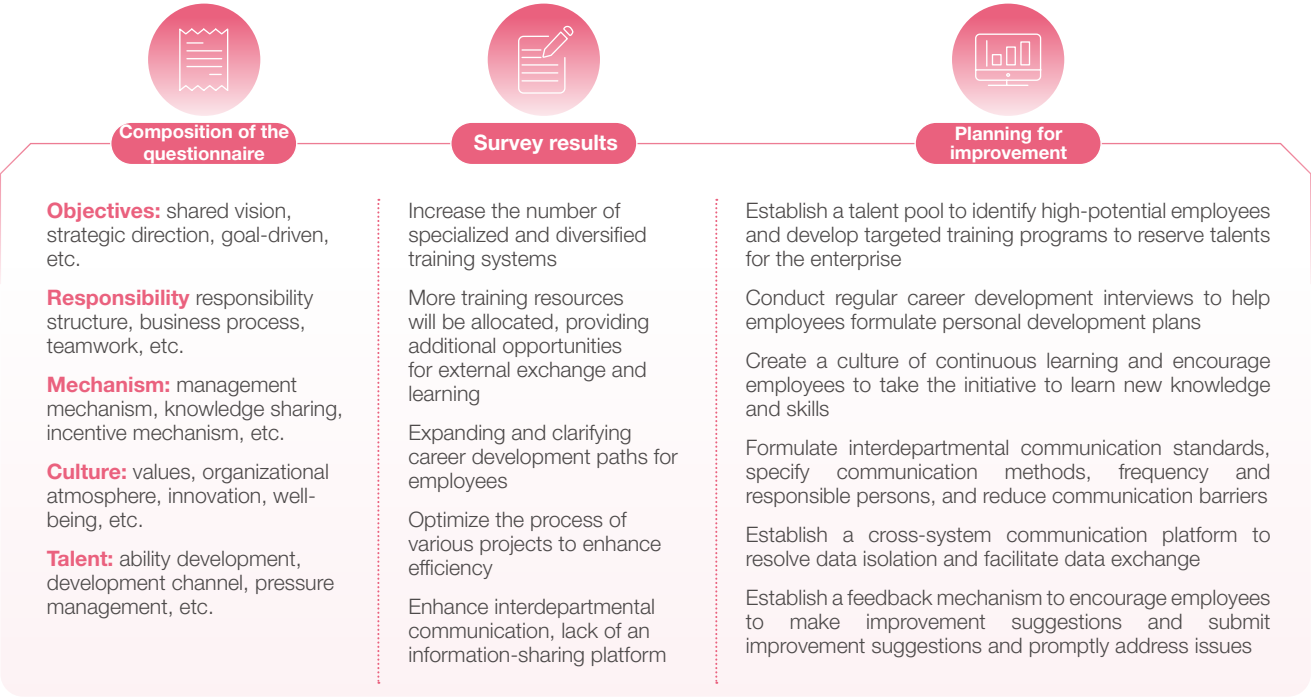 Composition of the
questionnaire
Objectives: shared vision,
strategic direction, goal-driven,
etc.
Responsibility responsibility
structure, business process,
teamwork, etc.
Mechanism: management
mechanism, knowledge sharing,
incentive mechanism, etc.
Culture: values, organizational
atmosphere, innovation, well-
being, etc.
Talent: ability development,
development channel, pressure
management, etc.
Survey results
Increase the number of
specialized and diversified
training systems
More training resources
will be allocated, providing
additional opportunities
for external exchange and
learning
Expanding and clarifying
career development paths for
employees
Optimize the process of
various projects to enhance
efficiency
Enhance interdepartmental
communication, lack of an
information-sharing platform
Planning for
improvement
Establish a talent pool to identify high-potential employees
and develop targeted training programs to reserve talents
for the enterprise
Conduct regular career development interviews to help
employees formulate personal development plans
Create a culture of continuous learning and encourage
employees to take the initiative to learn new knowledge
and skills
Formulate interdepartmental communication standards,
specify communication methods, frequency and
responsible persons, and reduce communication barriers
Establish a cross-system communication platform to
resolve data isolation and facilitate data exchange
Establish a feedback mechanism to encourage employees
to make improvement suggestions and submit
improvement suggestions and promptly address issues